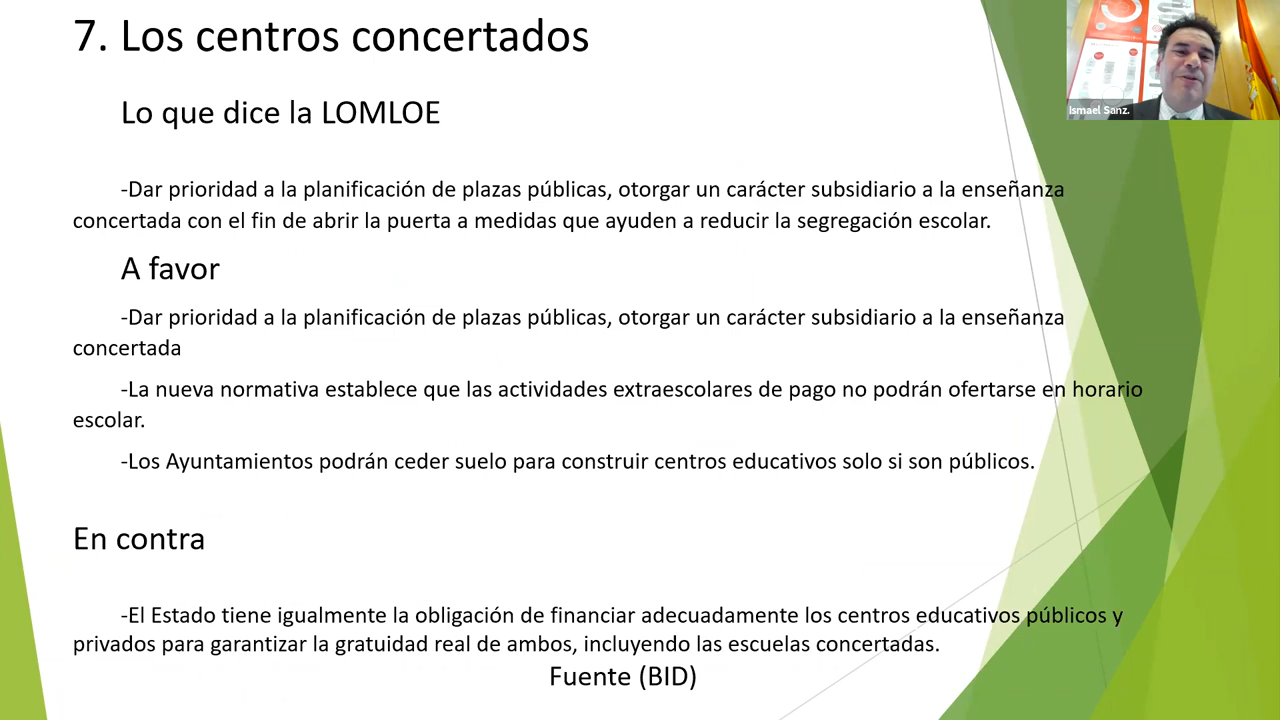 7. Los centros concertados
Ismael Sanz.
Lo que dice la LOMLOE
-Dar prioridad a la planificación de plazas públicas, otorgar un carácter subsidiario a la enseñanza
concertada con el fin de abrir la puerta a medidas que ayuden a reducir la segregación escolar.
A favor
-Dar prioridad a la planificación de plazas públicas, otorgar un carácter subsidiario a la enseñanza
concertada
-La nueva normativa establece que las actividades extraescolares de pago no podrán ofertarse en horario
escolar.
-Los Ayuntamientos podrán ceder suelo para construir centros educativos solo si son públicos.
En contra
-El Estado tiene igualmente la obligación de financiar adecuadamente los centros educativos públicos y
privados para garantizar la gratuidad real de ambos, incluyendo las escuelas concertadas.
Fuente (BID)